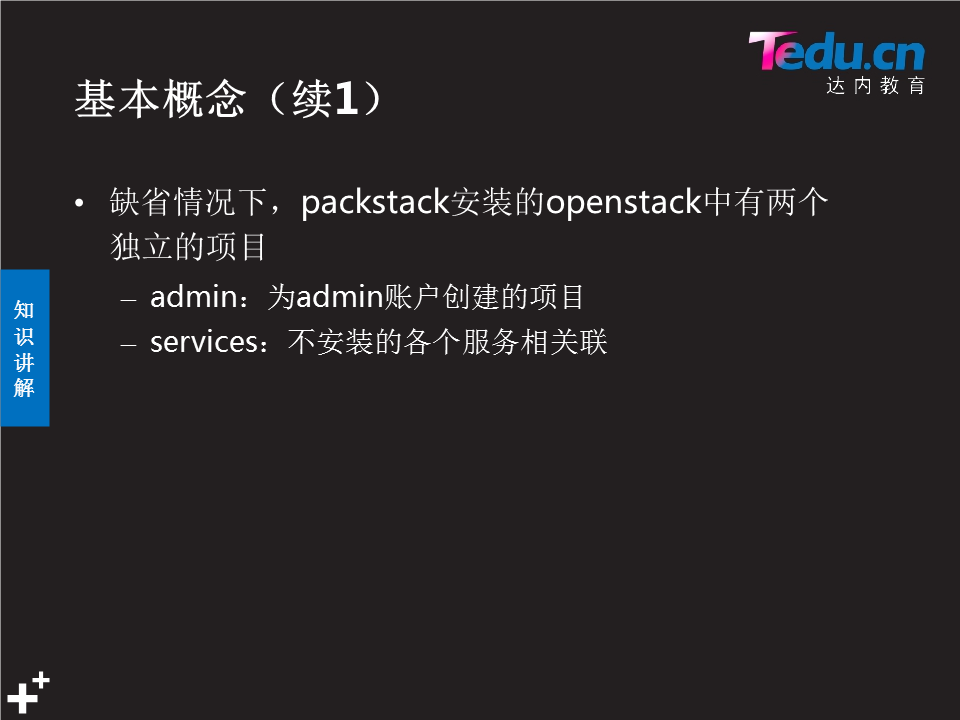 Tedu.cn
达内教育
基本概念（续1）
• 缺省情况下，packstack安装的openstack中有两个
独立的项目
– admin：为admin账户创建的项目
– services：不安装的各个服务相关联
知
识
讲
解